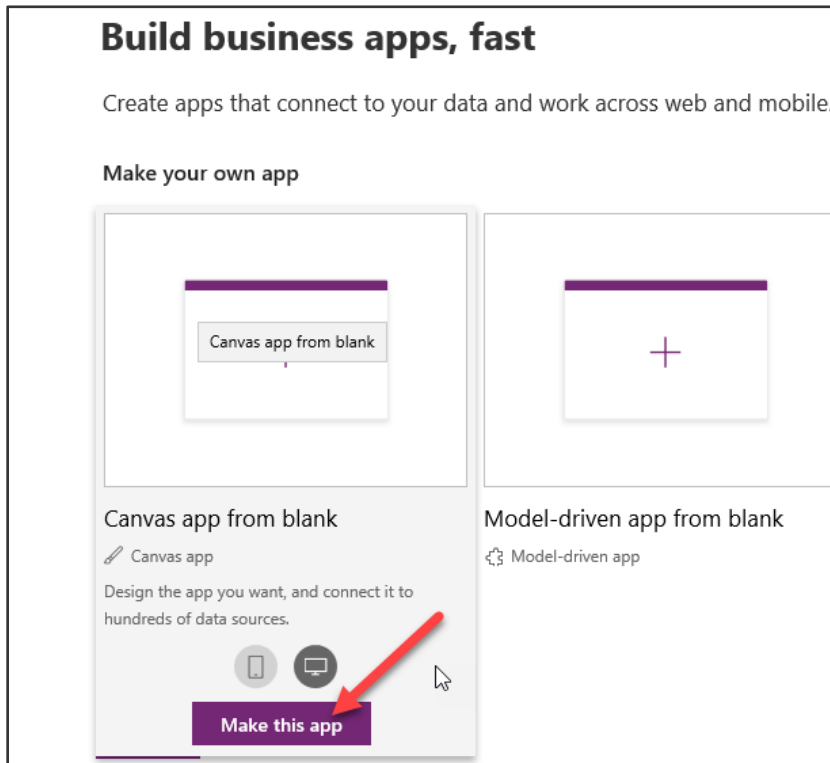 Build business apps, fast
Create apps that connect to your data and work across web and mobile.
Make your own app
Canvas app from blank
Canvas app from blank
Canvas app
Design the app you want, and connect it to
hundreds of data sources.
Make this app
Model-driven app from blank
Model-driven app